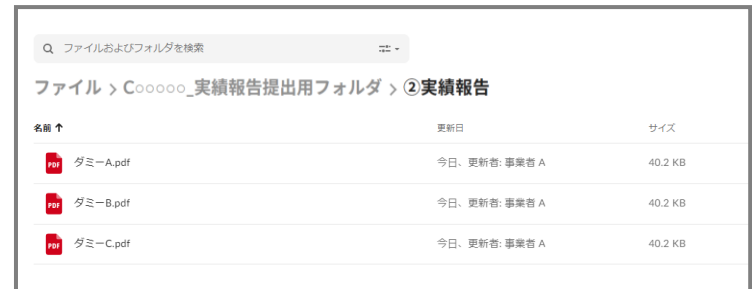 ファイルおよびフォルダを検索
ファイル > C○○○○○_実績報告提出用フォルダ > ②実績報告
名前 ↑ 更新日 サイズ
PDF ダミーA.pdf 今日、更新者: 事業者 A 40.2 KB
PDF ダミーB.pdf 今日、更新者: 事業者 A 40.2 KB
PDF ダミーC.pdf 今日、更新者: 事業者 A 40.2 KB